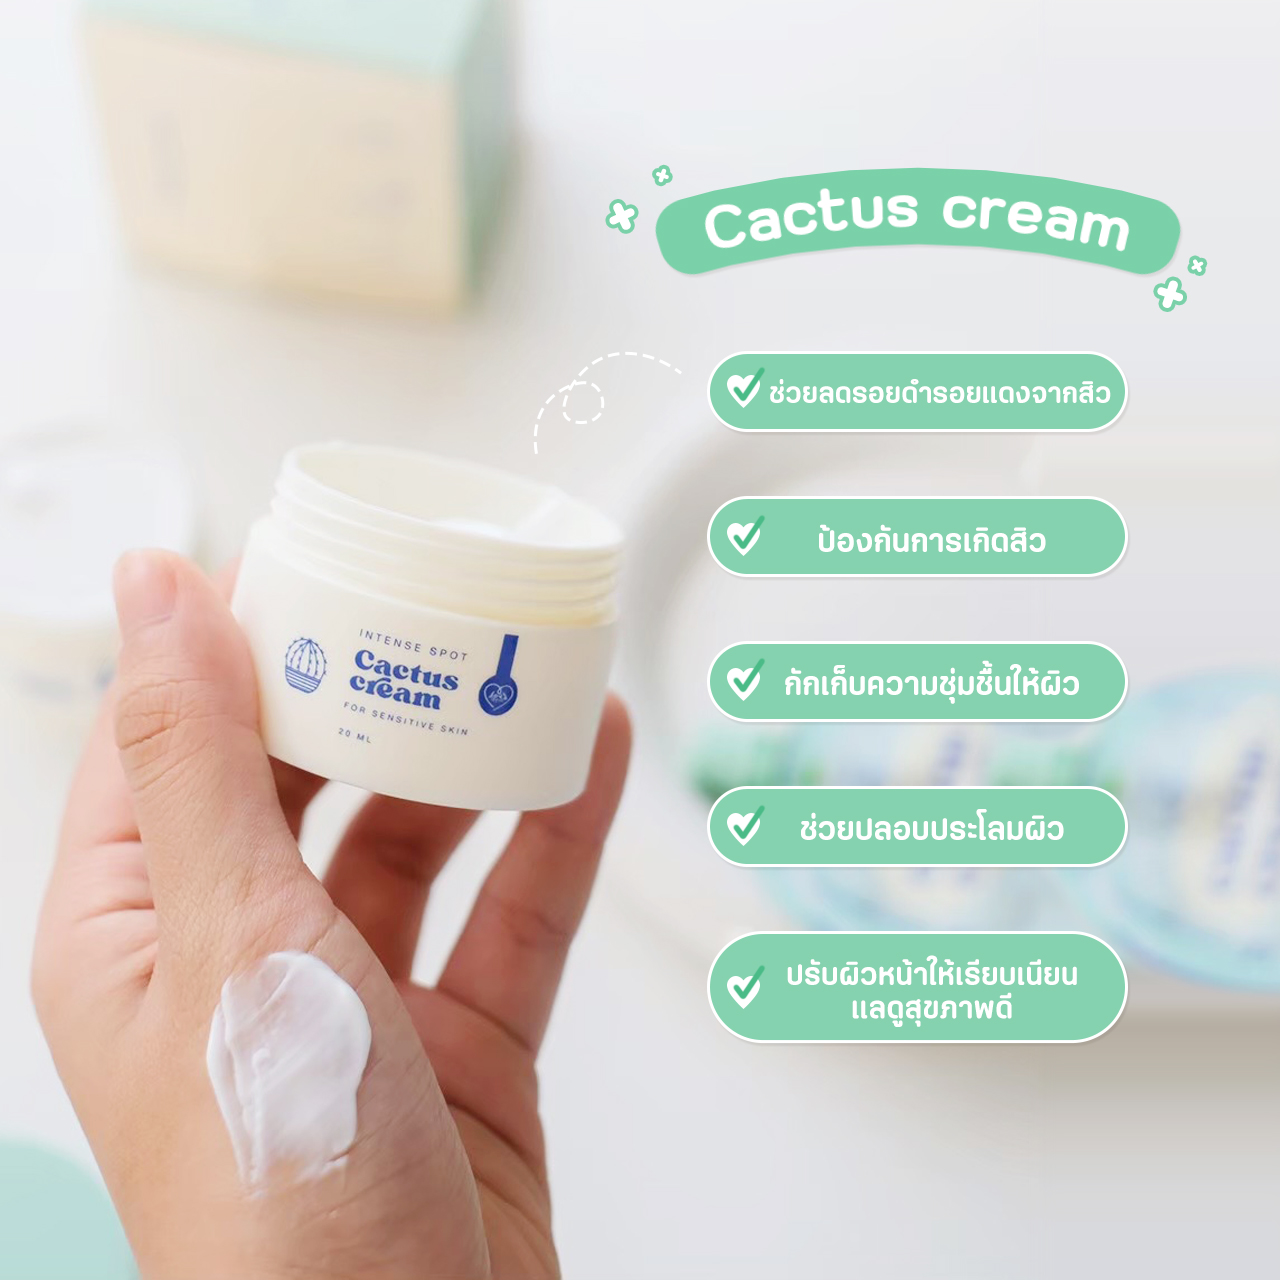 Cactus cream
ช่วยลดรอยดำรอยแดงจากสิว
ป้องกันการเกิดสิว
กักเก็บความชุ่มชื้นให้ผิว
ช่วยปลอบประโลมผิว
ปรับผิวหน้าให้เรียบเนียน
แลดูสุขภาพดี
INTENSE SPOT
Cactus
cream
FOR SENSITIVE SKIN
20 ML